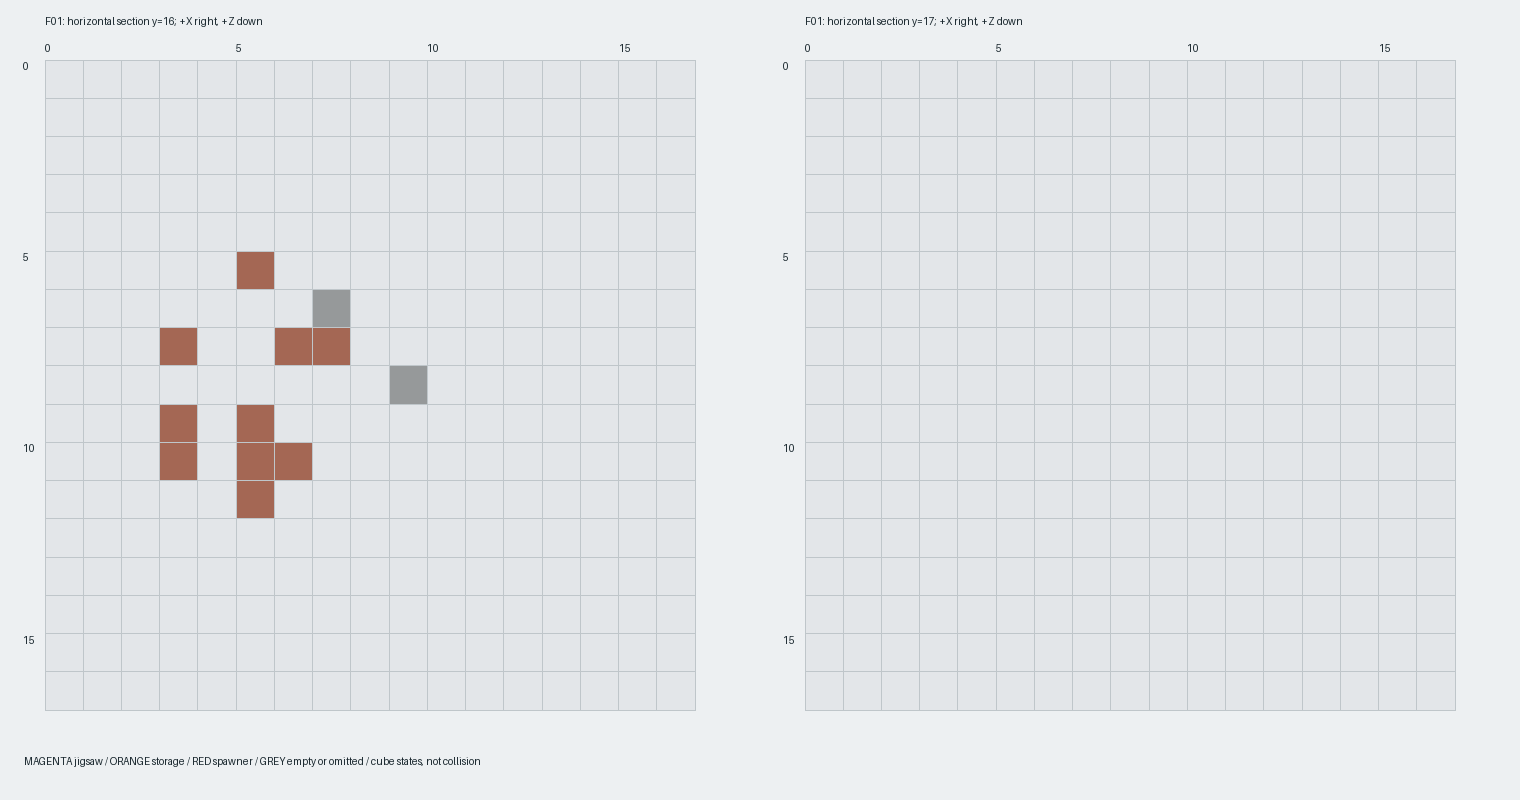 F01: horizontal section y=16; +X right, +Z down
F01: horizontal section y=17; +X right, +Z down
0 5 10 15
0 5 10 15
0
5
10
15
0
5
10
15
MAGENTA jigsaw / ORANGE storage / RED spawner / GREY empty or omitted / cube states, not collision